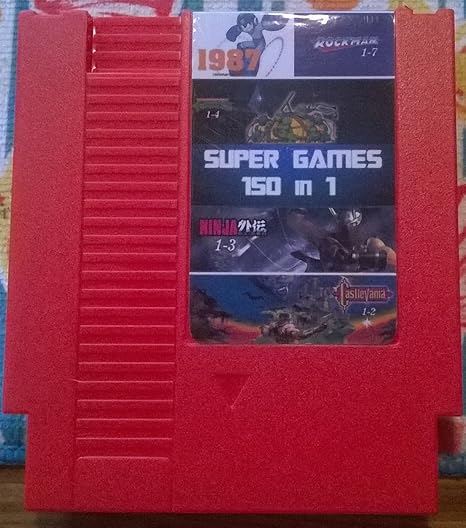 1987
ROCKMAN
1-7
1-4
SUPER GAMES
150 in 1
NINJA外伝
1-3
Castlevania
1-2